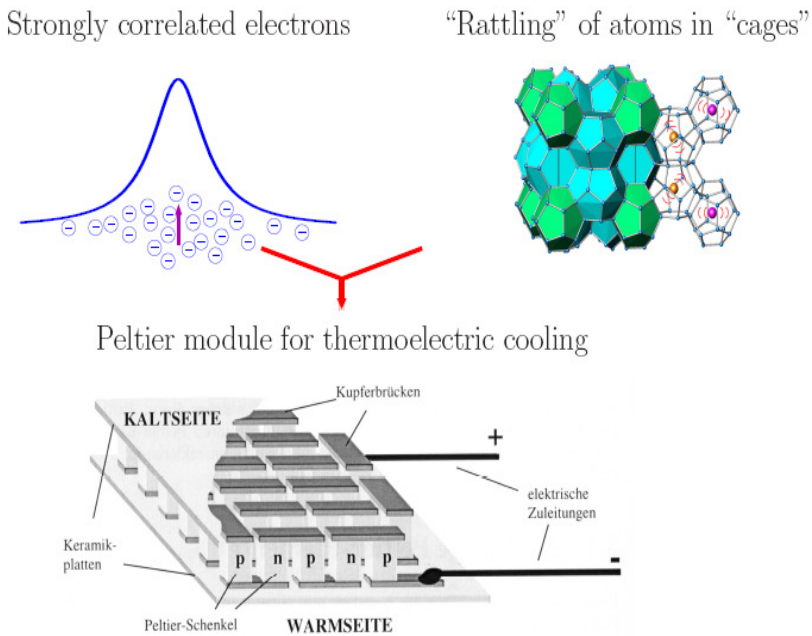 Strongly correlated electrons
“Rattling” of atoms in “cages”
Peltier module for thermoelectric cooling
Kupferbrücken
KALTSEITE
+
elektrische
Zuleitungen
Keramik-
platten
p n p n p
-
Peltier-Schenkel
WARMSEITE